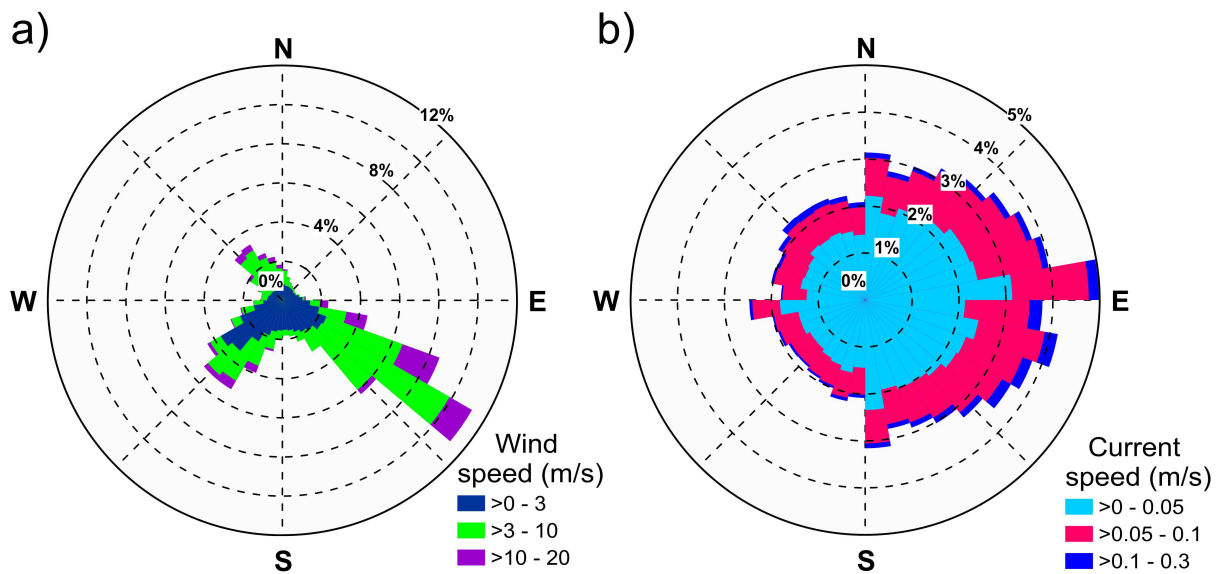 a)
N
12%
8%
4%
0%
W
E
S
Wind
speed (m/s)
>0 - 3
>3 - 10
>10 - 20
b)
N
5%
4%
3%
2%
1%
0%
W
E
S
Current
speed (m/s)
>0 - 0.05
>0.05 - 0.1
>0.1 - 0.3